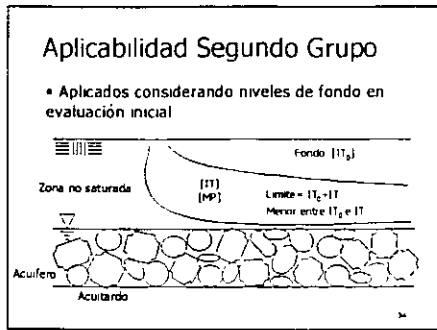 Aplicabilidad Segundo Grupo
• Aplicados considerando niveles de fondo en
evaluación inicial
Fondo [IT₀]
Zona no saturada
[IT]
[MP]
Límite = IT₀+IT
Menor entre IT₀ e IT
Acuífero
Acuitardo